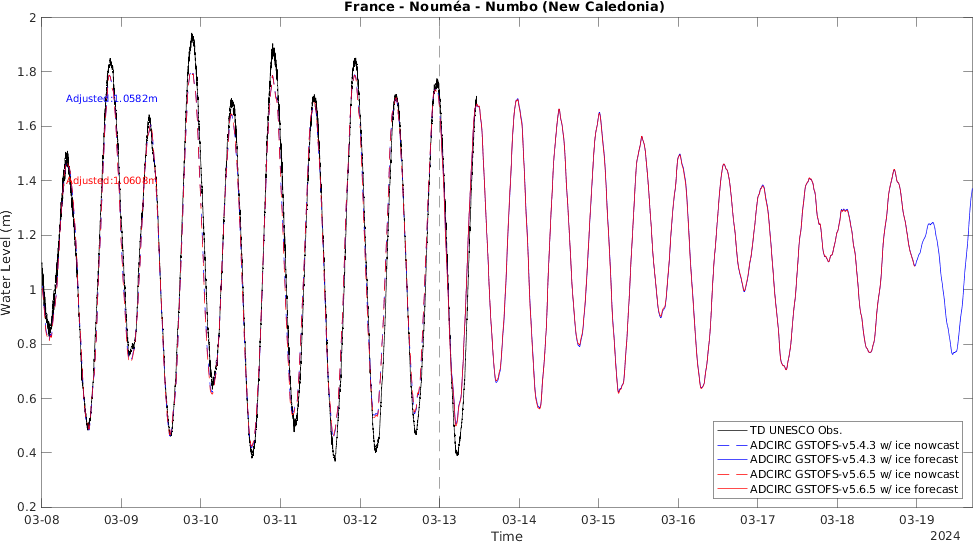 France - Nouméa - Numbo (New Caledonia)
2
1.8
1.6
1.4
1.2
1
0.8
0.6
0.4
0.2
Water Level (m)
Adjusted:1.0582m
Adjusted:1.0608m
TD UNESCO Obs.
ADCIRC GSTOFS-v5.4.3 w/ ice nowcast
ADCIRC GSTOFS-v5.4.3 w/ ice forecast
ADCIRC GSTOFS-v5.6.5 w/ ice nowcast
ADCIRC GSTOFS-v5.6.5 w/ ice forecast
03-08 03-09 03-10 03-11 03-12 03-13 03-14 03-15 03-16 03-17 03-18 03-19
Time
2024